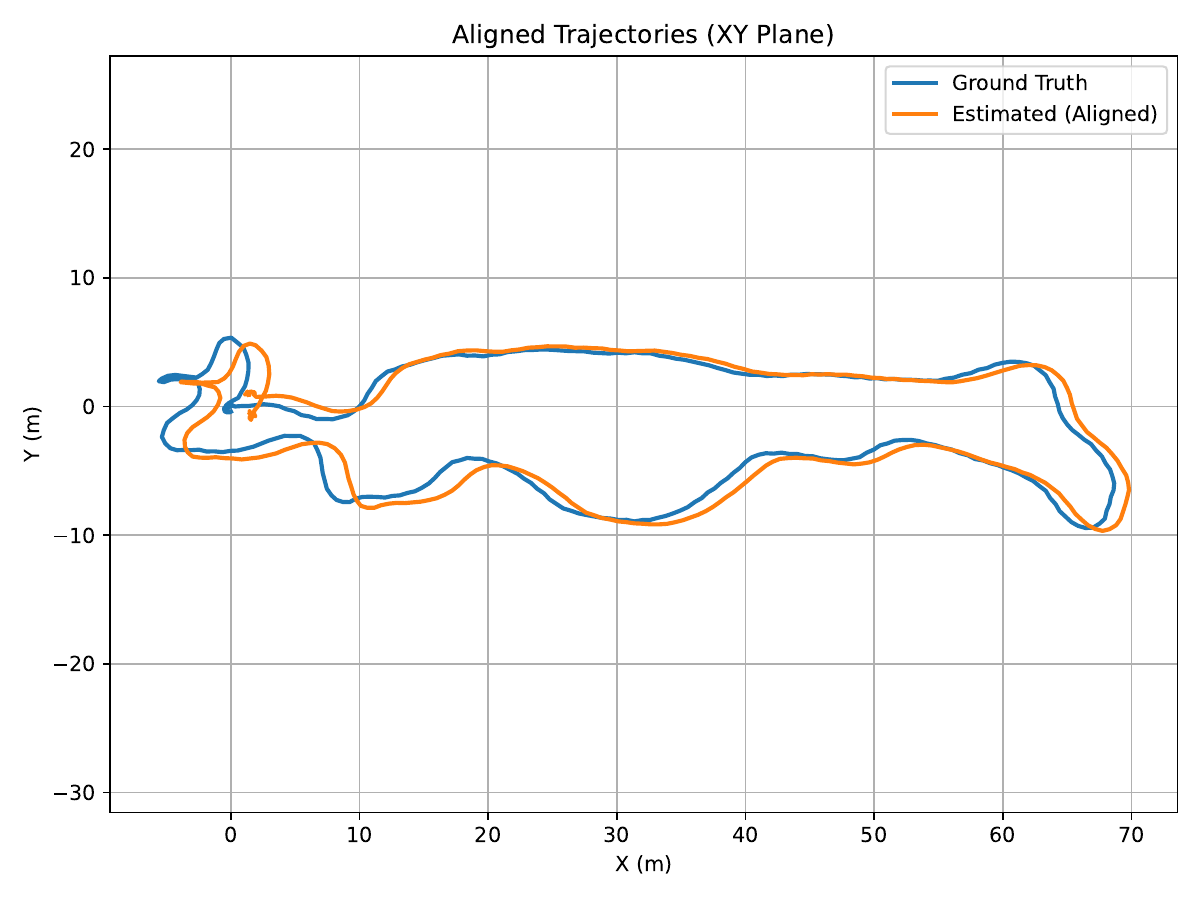 Aligned Trajectories (XY Plane)
Ground Truth
Estimated (Aligned)
20
10
0
−10
−20
−30
Y (m)
0 10 20 30 40 50 60 70
X (m)